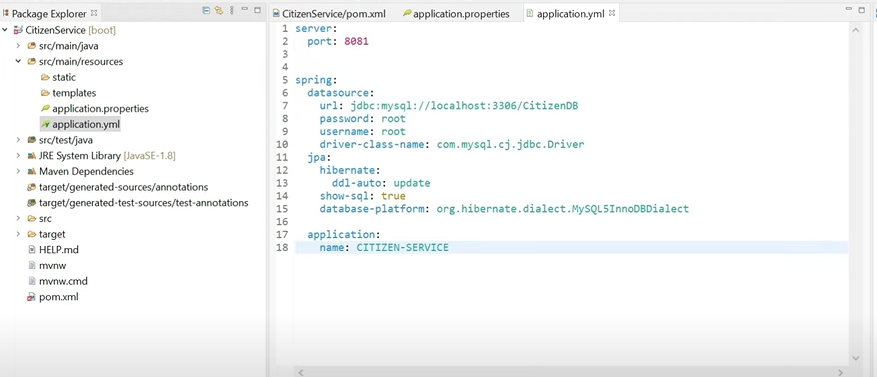 Package Explorer
CitizenService [boot]
src/main/java
src/main/resources
static
templates
application.properties
application.yml
src/test/java
JRE System Library [JavaSE-1.8]
Maven Dependencies
target/generated-sources/annotations
target/generated-test-sources/test-annotations
src
target
HELP.md
mvnw
mvnw.cmd
pom.xml
CitizenService/pom.xml application.properties application.yml
1 server:
2 port: 8081
3
4
5 spring:
6 datasource:
7 url: jdbc:mysql://localhost:3306/CitizenDB
8 password: root
9 username: root
10 driver-class-name: com.mysql.cj.jdbc.Driver
11 jpa:
12 hibernate:
13 ddl-auto: update
14 show-sql: true
15 database-platform: org.hibernate.dialect.MySQL5InnoDBDialect
16
17 application:
18 name: CITIZEN-SERVICE